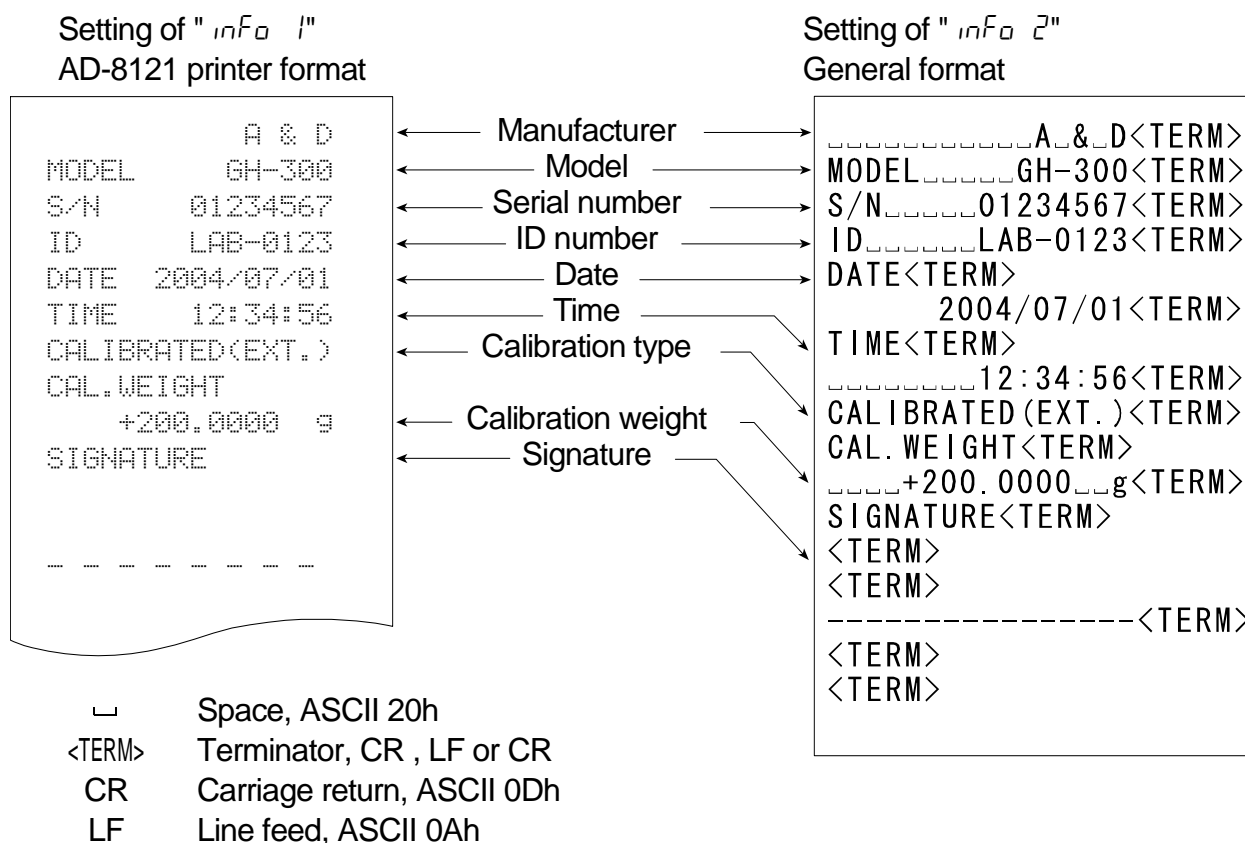 Setting of " info 1"
AD-8121 printer format
A & D
MODEL GH-300
S/N 01234567
ID LAB-0123
DATE 2004/07/01
TIME 12:34:56
CALIBRATED(EXT.)
CAL.WEIGHT
+200.0000 g
SIGNATURE
_ _ _ _ _ _ _ _
Manufacturer
Model
Serial number
ID number
Date
Time
Calibration type
Calibration weight
Signature
Setting of " info 2"
General format
␣␣␣␣␣␣␣␣␣␣␣A␣&␣D<TERM>
MODEL␣␣␣␣␣GH-300<TERM>
S/N␣␣␣␣␣01234567<TERM>
ID␣␣␣␣␣␣LAB-0123<TERM>
DATE<TERM>
2004/07/01<TERM>
TIME<TERM>
␣␣␣␣␣␣␣␣12:34:56<TERM>
CALIBRATED(EXT.)<TERM>
CAL.WEIGHT<TERM>
␣␣␣␣+200.0000␣␣g<TERM>
SIGNATURE<TERM>
<TERM>
<TERM>
----------------<TERM>
<TERM>
<TERM>
␣ Space, ASCII 20h
<TERM> Terminator, CR , LF or CR
CR Carriage return, ASCII 0Dh
LF Line feed, ASCII 0Ah